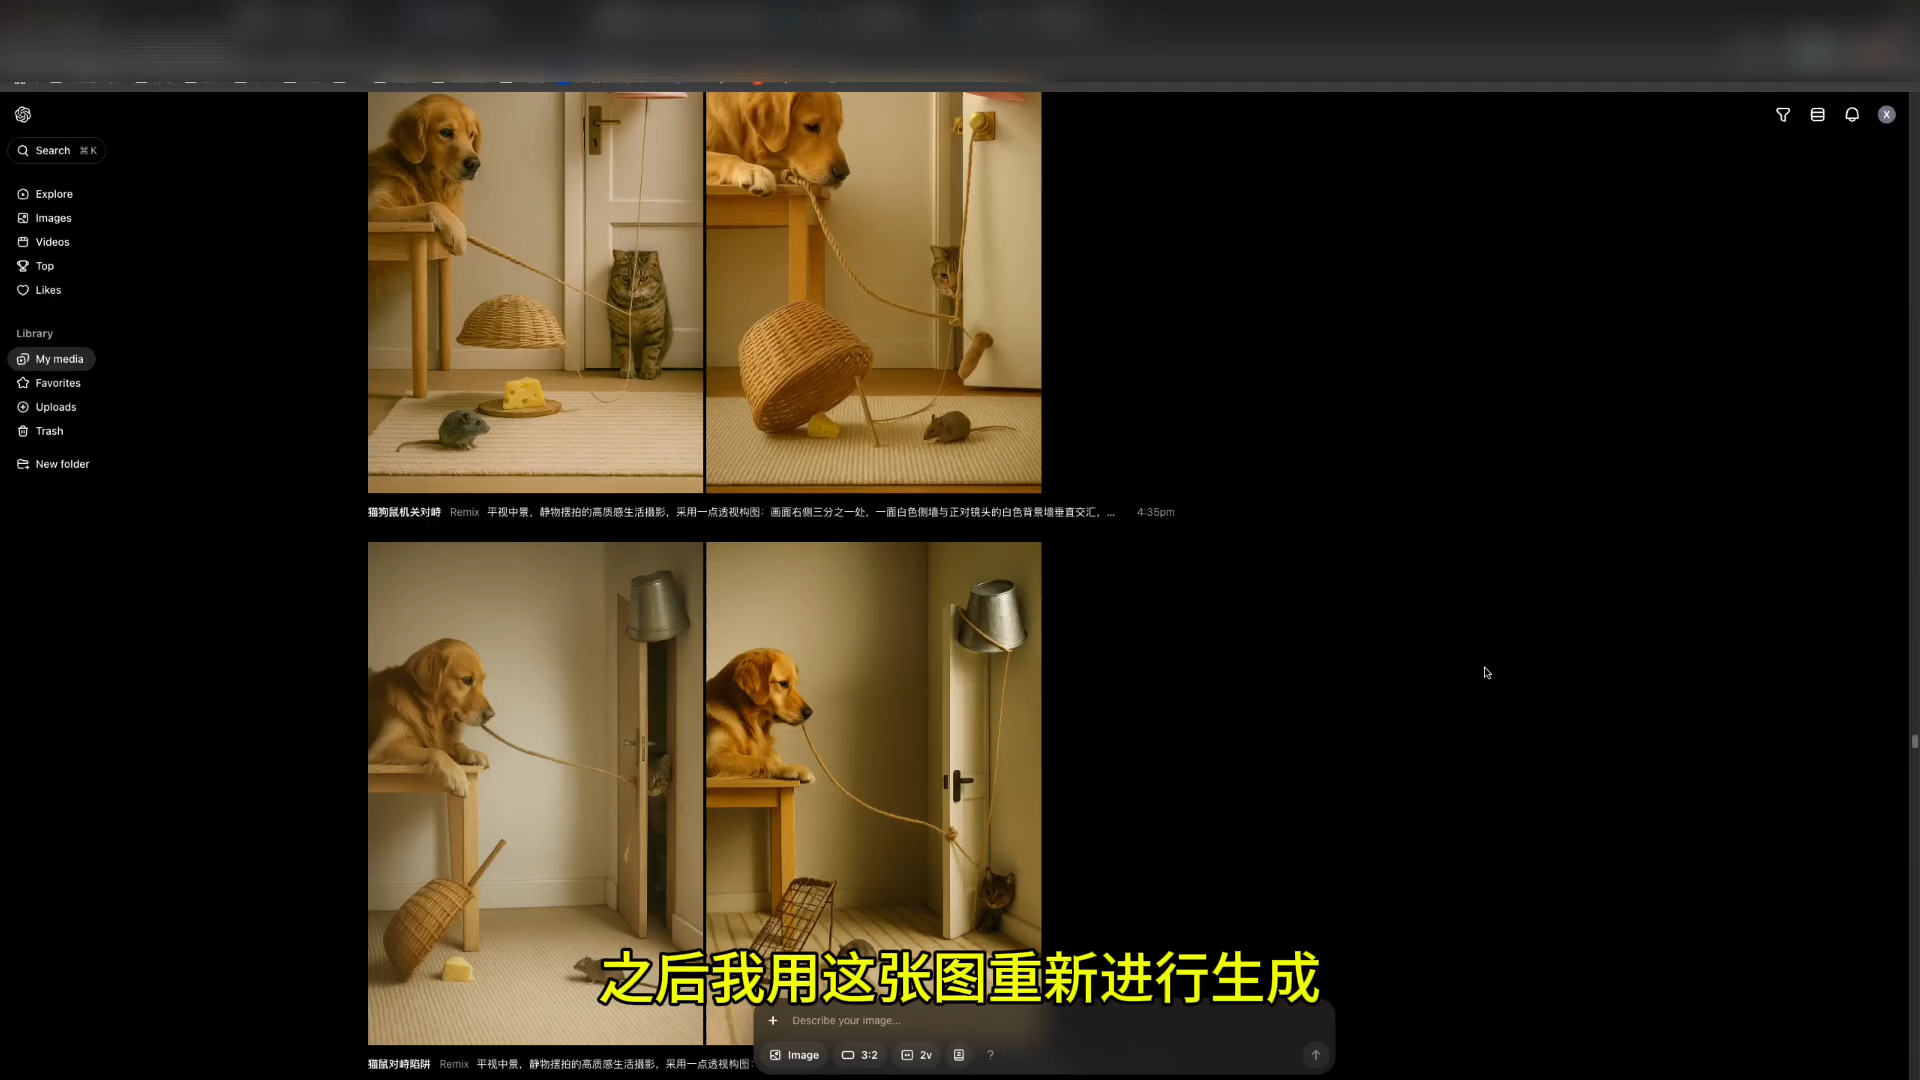 Search ⌘ K
Explore
Images
Videos
Top
Likes
Library
My media
Favorites
Uploads
Trash
New folder
X
猫狗鼠机关对峙 Remix 平视中景，静物摆拍的高质感生活摄影，采用一点透视构图：画面右侧三分之一处，一面白色侧墙与正对镜头的白色背景墙垂直交汇，... 4:35pm
之后我用这张图重新进行生成
Describe your image...
Image 3:2 2v ?
猫鼠对峙陷阱 Remix 平视中景，静物摆拍的高质感生活摄影，采用一点透视构图：